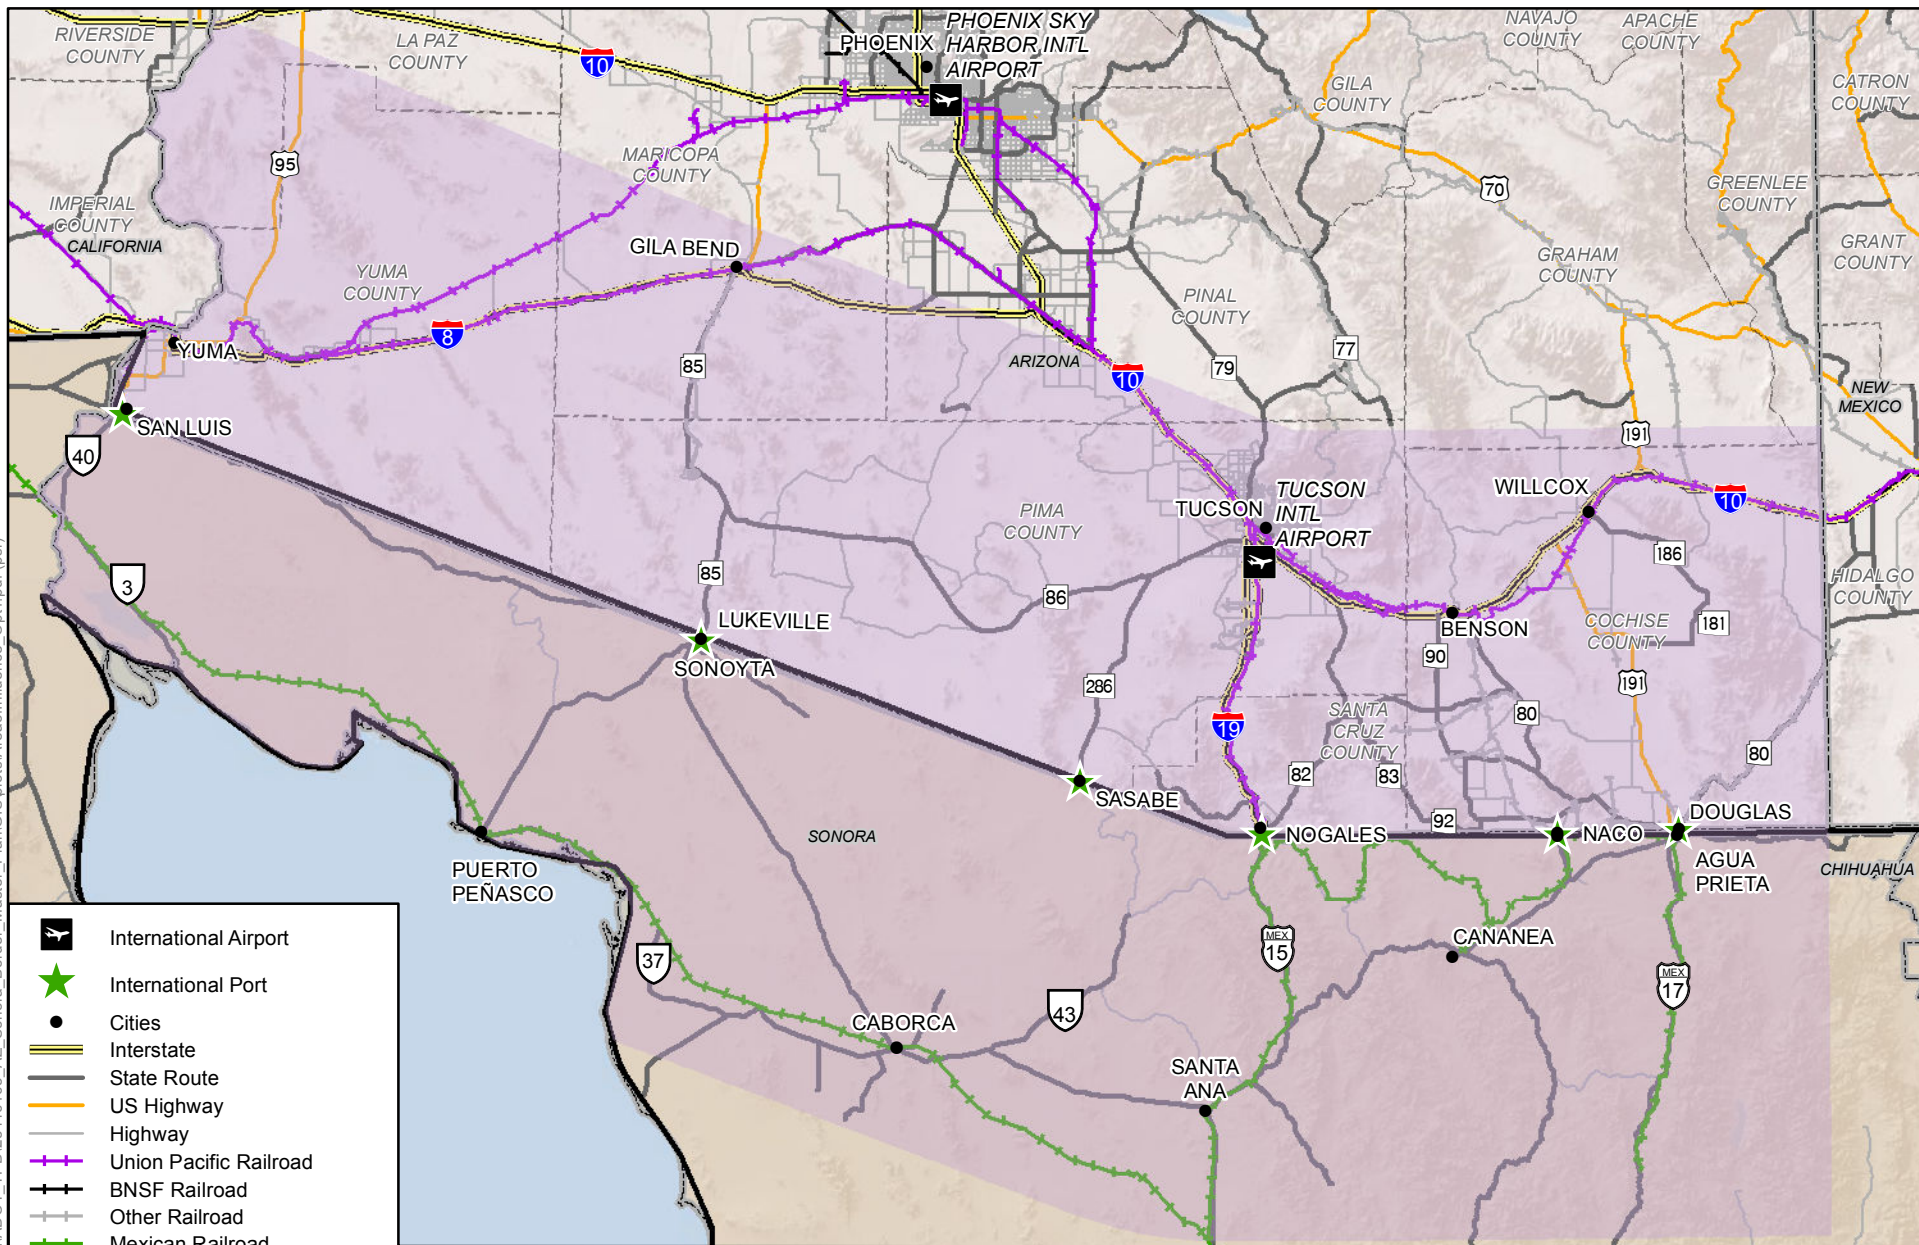 RIVERSIDE
COUNTY
LA PAZ
COUNTY
10
PHOENIX
PHOENIX SKY
HARBOR INTL
AIRPORT
NAVAJO
COUNTY
APACHE
COUNTY
GILA
COUNTY
CATRON
COUNTY
95
MARICOPA
COUNTY
70
GREENLEE
COUNTY
IMPERIAL
COUNTY
CALIFORNIA
GILA BEND
YUMA
COUNTY
GRAHAM
COUNTY
GRANT
COUNTY
PINAL
COUNTY
YUMA
8
85
ARIZONA
10
79
77
NEW
MEXICO
SAN LUIS
40
191
WILLCOX
10
TUCSON
TUCSON
INTL
AIRPORT
PIMA
COUNTY
186
3
85
86
HIDALGO
COUNTY
LUKEVILLE
SONOYTA
BENSON
COCHISE
COUNTY
181
90
286
191
SANTA
CRUZ
COUNTY
80
19
80
82
83
SASABE
SONORA
NOGALES
92
NACO
DOUGLAS
AGUA
PRIETA
CHIHUAHUA
PUERTO
PEÑASCO
CANANEA
MEX
15
37
MEX
17
43
CABORCA
SANTA
ANA
International Airport
International Port
Cities
Interstate
State Route
US Highway
Highway
Union Pacific Railroad
BNSF Railroad
Other Railroad
Mexican Railroad